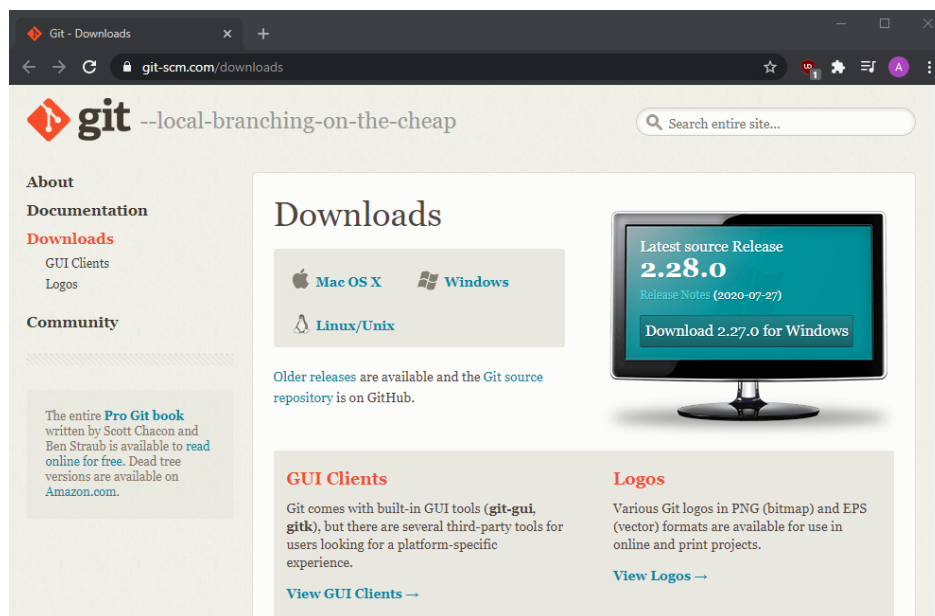 Git - Downloads
git-scm.com/downloads
1
A
git --local-branching-on-the-cheap
Search entire site...
About
Documentation
Downloads
GUI Clients
Logos
Community
The entire Pro Git book
written by Scott Chacon and
Ben Straub is available to read
online for free. Dead tree
versions are available on
Amazon.com.
Downloads
Mac OS X
Windows
Linux/Unix
Older releases are available and the Git source
repository is on GitHub.
Latest source Release
2.28.0
Release Notes (2020-07-27)
Download 2.27.0 for Windows
GUI Clients
Git comes with built-in GUI tools (git-gui,
gitk), but there are several third-party tools for
users looking for a platform-specific
experience.
View GUI Clients →
Logos
Various Git logos in PNG (bitmap) and EPS
(vector) formats are available for use in
online and print projects.
View Logos →